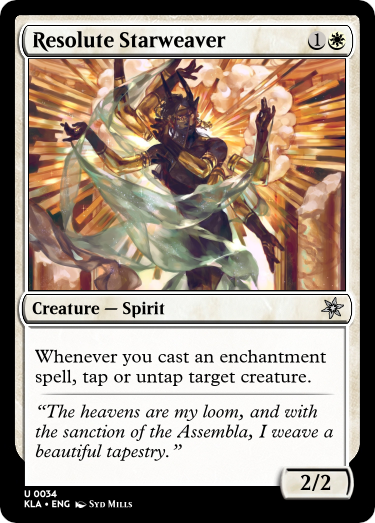 Resolute Starweaver 1
Creature — Spirit
Whenever you cast an enchantment
spell, tap or untap target creature.
“The heavens are my loom, and with
the sanction of the Assembla, I weave a
beautiful tapestry.”
2/2
U 0034
KLA • ENG Syd Mills